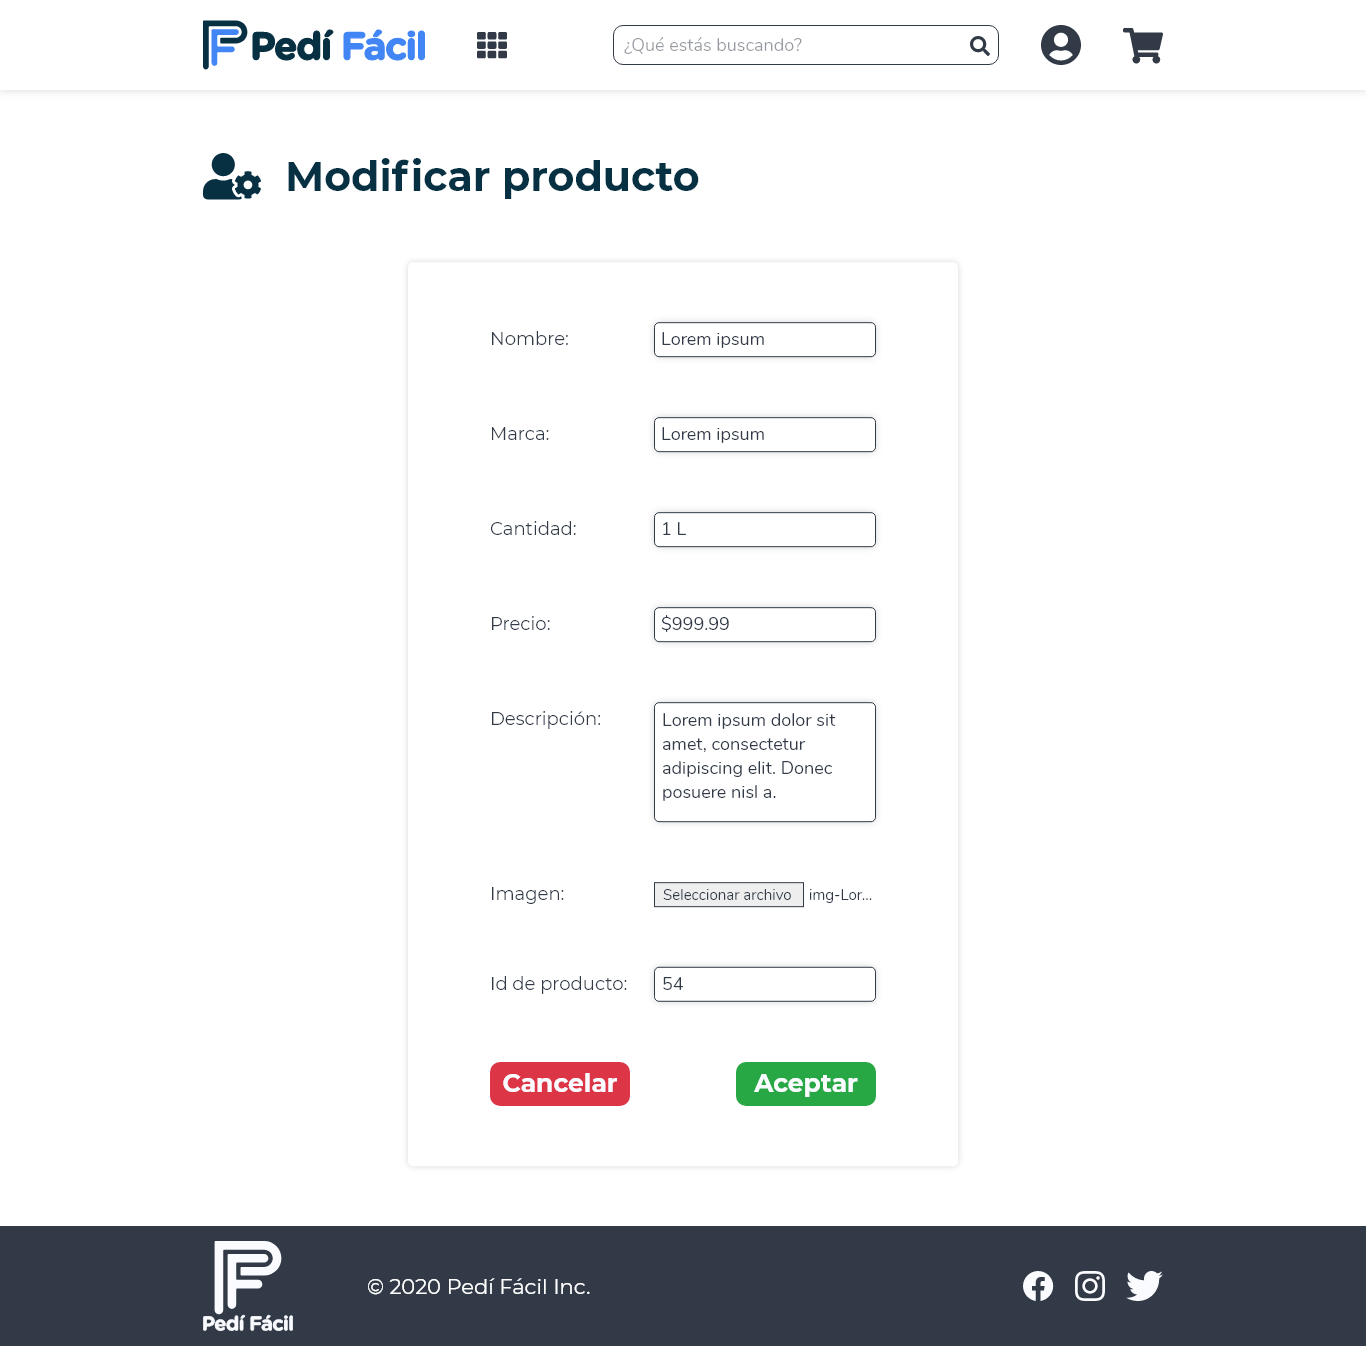 Pedí Fácil
¿Qué estás buscando?
Modificar producto
Nombre:
Lorem ipsum
Marca:
Lorem ipsum
Cantidad:
1 L
Precio:
$999.99
Descripción:
Lorem ipsum dolor sit
amet, consectetur
adipiscing elit. Donec
posuere nisl a.
Imagen:
Seleccionar archivo
img-Lor...
Id de producto:
54
Cancelar
Aceptar
Pedí Fácil
© 2020 Pedí Fácil Inc.